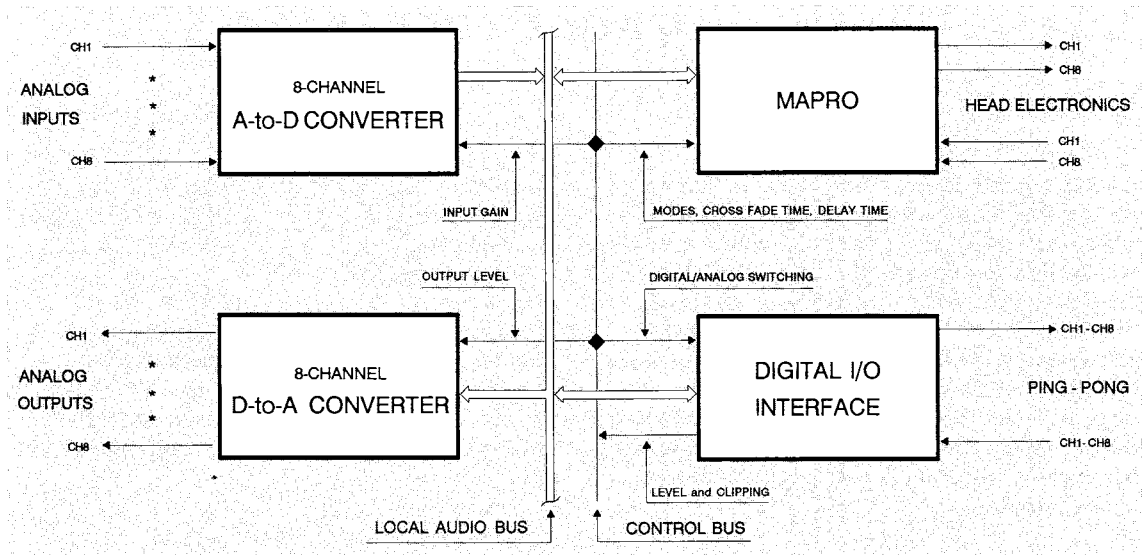 CH1
ANALOG
INPUTS
*
*
*
CH8
8-CHANNEL
A-to-D CONVERTER
MAPRO
CH1
CH8
HEAD ELECTRONICS
CH1
CH8
INPUT GAIN
MODES, CROSS FADE TIME, DELAY TIME
OUTPUT LEVEL
DIGITAL/ANALOG SWITCHING
CH1
ANALOG
OUTPUTS
*
*
*
CH8
8-CHANNEL
D-to-A CONVERTER
DIGITAL I/O
INTERFACE
CH1-CH8
PING - PONG
CH1-CH8
LEVEL and CLIPPING
LOCAL AUDIO BUS
CONTROL BUS